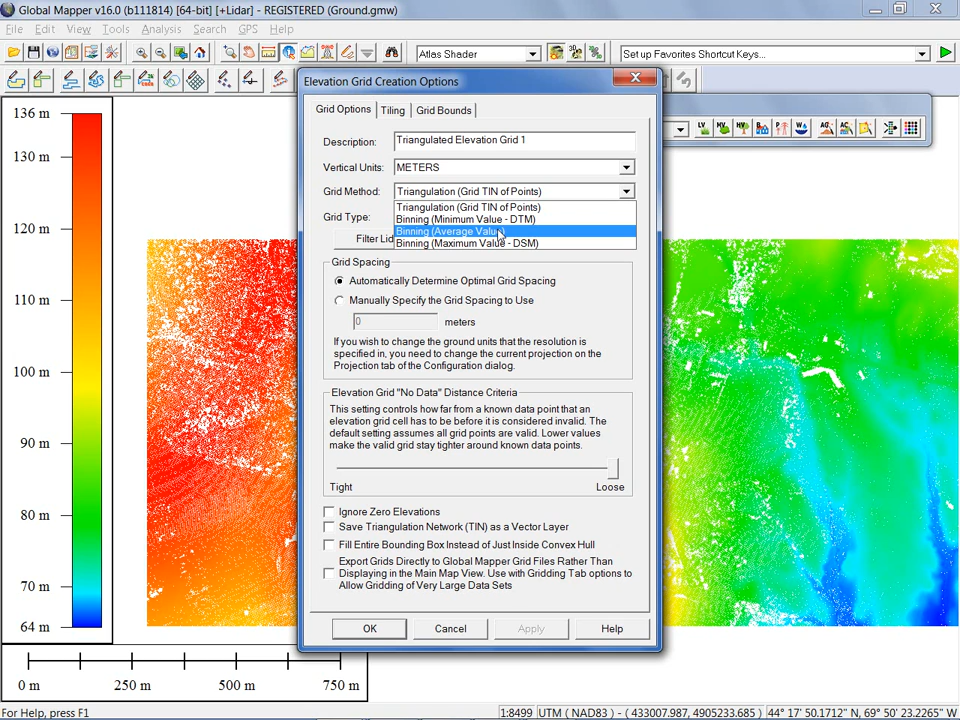 Global Mapper v16.0 (b111814) [64-bit] [+Lidar] - REGISTERED (Ground.gmw)
File Edit View Tools Analysis Search GPS Help
Atlas Shader
Set up Favorites Shortcut Keys...
Elevation Grid Creation Options
Grid Options Tiling Grid Bounds
Description: Triangulated Elevation Grid 1
Vertical Units: METERS
Grid Method: Triangulation (Grid TIN of Points)
Triangulation (Grid TIN of Points)
Binning (Minimum Value - DTM)
Grid Type:
Binning (Average Value)
Filter Lid
Binning (Maximum Value - DSM)
Grid Spacing
Automatically Determine Optimal Grid Spacing
Manually Specify the Grid Spacing to Use
0 meters
If you wish to change the ground units that the resolution is
specified in, you need to change the current projection on the
Projection tab of the Configuration dialog.
Elevation Grid "No Data" Distance Criteria
This setting controls how far from a known data point that an
elevation grid cell has to be before it is considered invalid. The
default setting assumes all grid points are valid. Lower values
make the valid grid stay tighter around known data points.
Tight Loose
Ignore Zero Elevations
Save Triangulation Network (TIN) as a Vector Layer
Fill Entire Bounding Box Instead of Just Inside Convex Hull
Export Grids Directly to Global Mapper Grid Files Rather Than
Displaying in the Main Map View. Use with Gridding Tab options to
Allow Gridding of Very Large Data Sets
OK Cancel Apply Help
136 m
130 m
120 m
110 m
100 m
90 m
80 m
70 m
64 m
0 m 250 m 500 m 750 m
For Help, press F1
1:8499 UTM ( NAD83 ) - ( 433007.987, 4905233.685 ) 44° 17' 50.1712" N, 69° 50' 23.2265" W